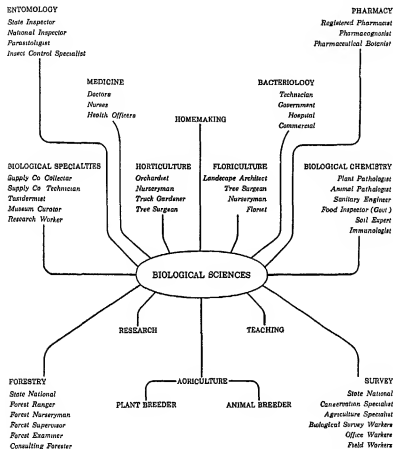 ENTOMOLOGY
State Inspector
National Inspector
Parasitologist
Insect Control Specialist
PHARMACY
Registered Pharmacist
Pharmacognosist
Pharmaceutical Botanist
MEDICINE
Doctors
Nurses
Health Officers
HOMEMAKING
BACTERIOLOGY
Technician
Government
Hospital
Commercial
BIOLOGICAL SPECIALTIES
Supply Co Collector
Supply Co Technician
Taxidermist
Museum Curator
Research Worker
HORTICULTURE
Orchardist
Nurseryman
Truck Gardener
Tree Surgeon
FLORICULTURE
Landscape Architect
Tree Surgeon
Nurseryman
Florist
BIOLOGICAL CHEMISTRY
Plant Pathologist
Animal Pathologist
Sanitary Engineer
Food Inspector (Govt)
Soil Expert
Immunologist
BIOLOGICAL SCIENCES
RESEARCH
TEACHING
FORESTRY
State National
Forest Ranger
Forest Nurseryman
Forest Supervisor
Forest Examiner
Consulting Forester
AGRICULTURE
PLANT BREEDER
ANIMAL BREEDER
SURVEY
State National
Conservation Specialist
Agriculture Specialist
Biological Survey Workers
Office Workers
Field Workers